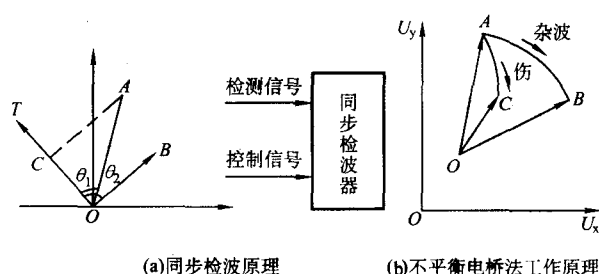 T
A
C
B
θ₁
θ₂
O
检测信号
控制信号
同步检波器
Uy
A
杂波
伤
C
B
O
Ux
(a)同步检波原理
(b)不平衡电桥法工作原理